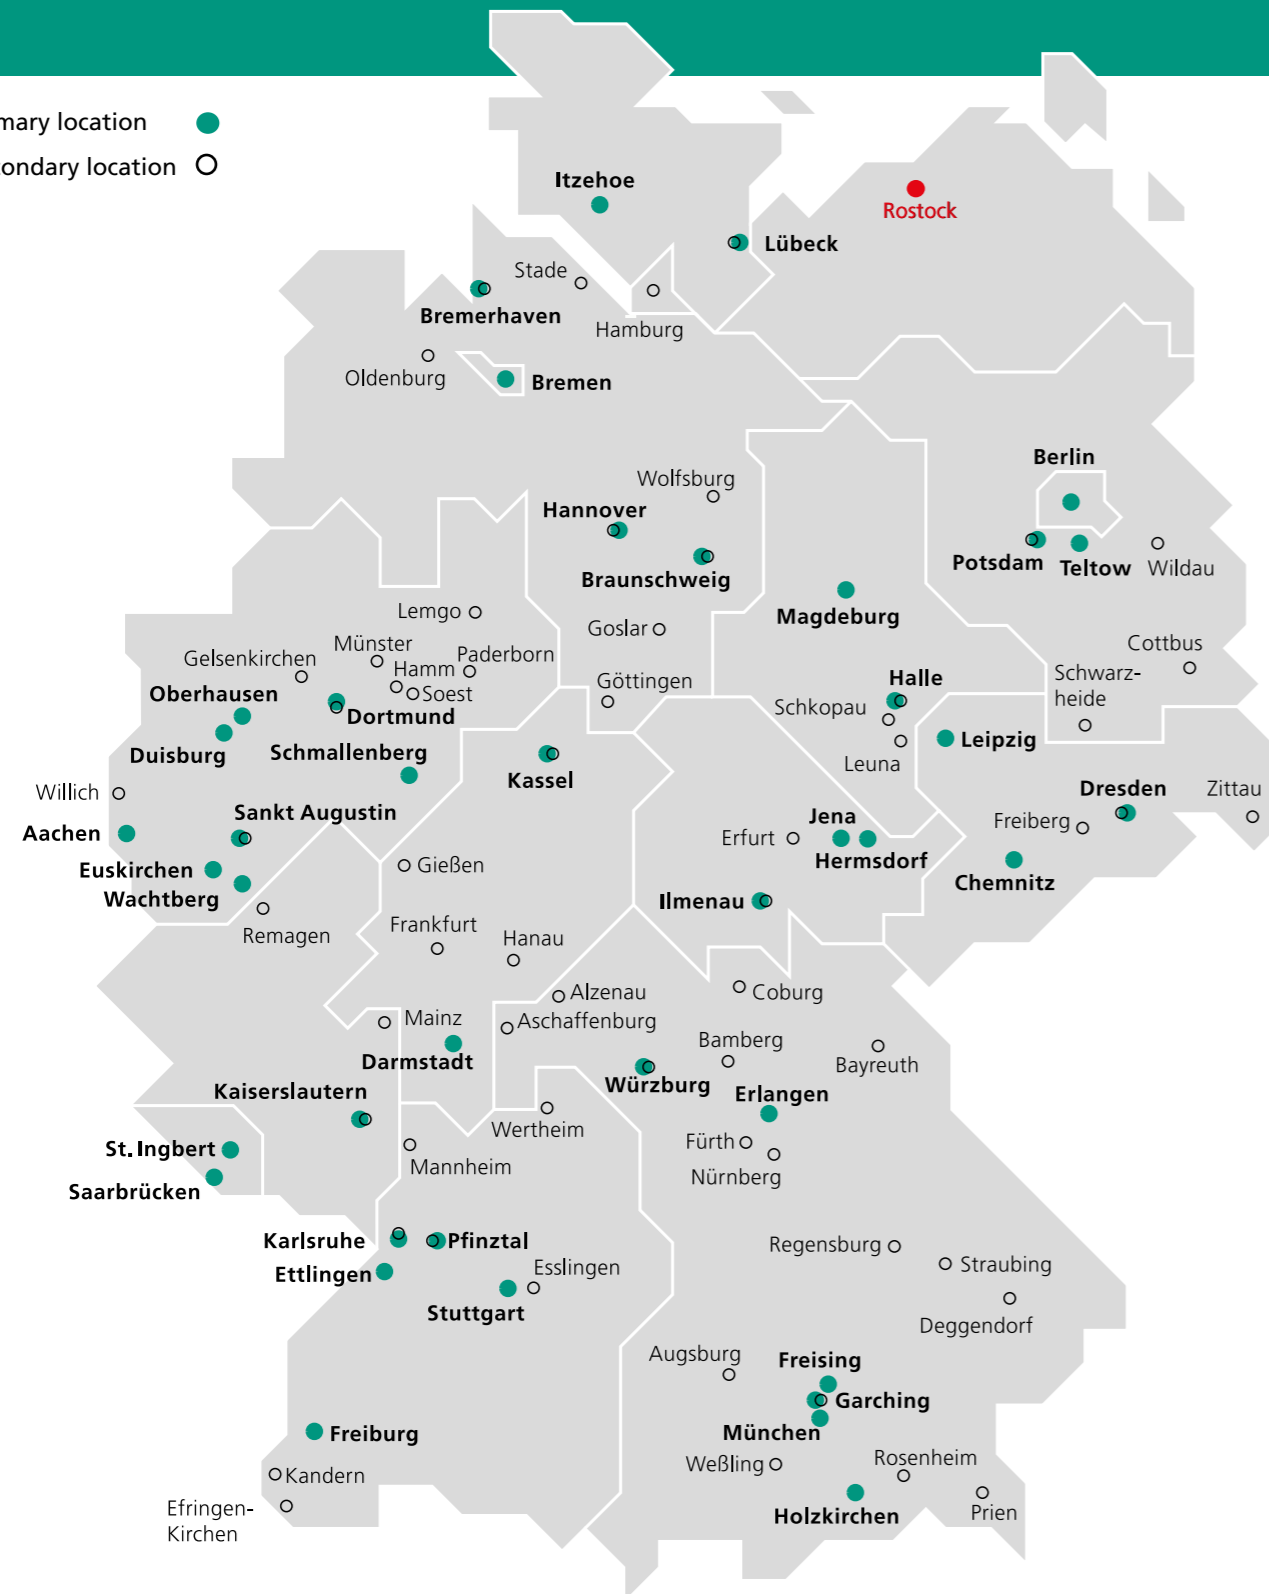 mary location
ondary location
Itzehoe
Rostock
Lübeck
Stade
Bremerhaven
Hamburg
Oldenburg
Bremen
Berlin
Wolfsburg
Hannover
Potsdam
Teltow
Wildau
Braunschweig
Magdeburg
Lemgo
Goslar
Münster
Cottbus
Gelsenkirchen
Hamm
Paderborn
Schwarz-
heide
Oberhausen
Soest
Göttingen
Halle
Schkopau
Dortmund
Leipzig
Duisburg
Schmallenberg
Leuna
Kassel
Willich
Dresden
Zittau
Sankt Augustin
Jena
Freiberg
Aachen
Erfurt
Hermsdorf
Gießen
Euskirchen
Chemnitz
Wachtberg
Ilmenau
Remagen
Frankfurt
Hanau
Alzenau
Coburg
Mainz
Aschaffenburg
Bamberg
Darmstadt
Bayreuth
Würzburg
Kaiserslautern
Erlangen
Wertheim
Fürth
St. Ingbert
Mannheim
Nürnberg
Saarbrücken
Karlsruhe
Pfinztal
Regensburg
Ettlingen
Esslingen
Straubing
Stuttgart
Deggendorf
Augsburg
Freising
Garching
Freiburg
München
Weßling
Rosenheim
Kandern
Efringen-
Kirchen
Holzkirchen
Prien